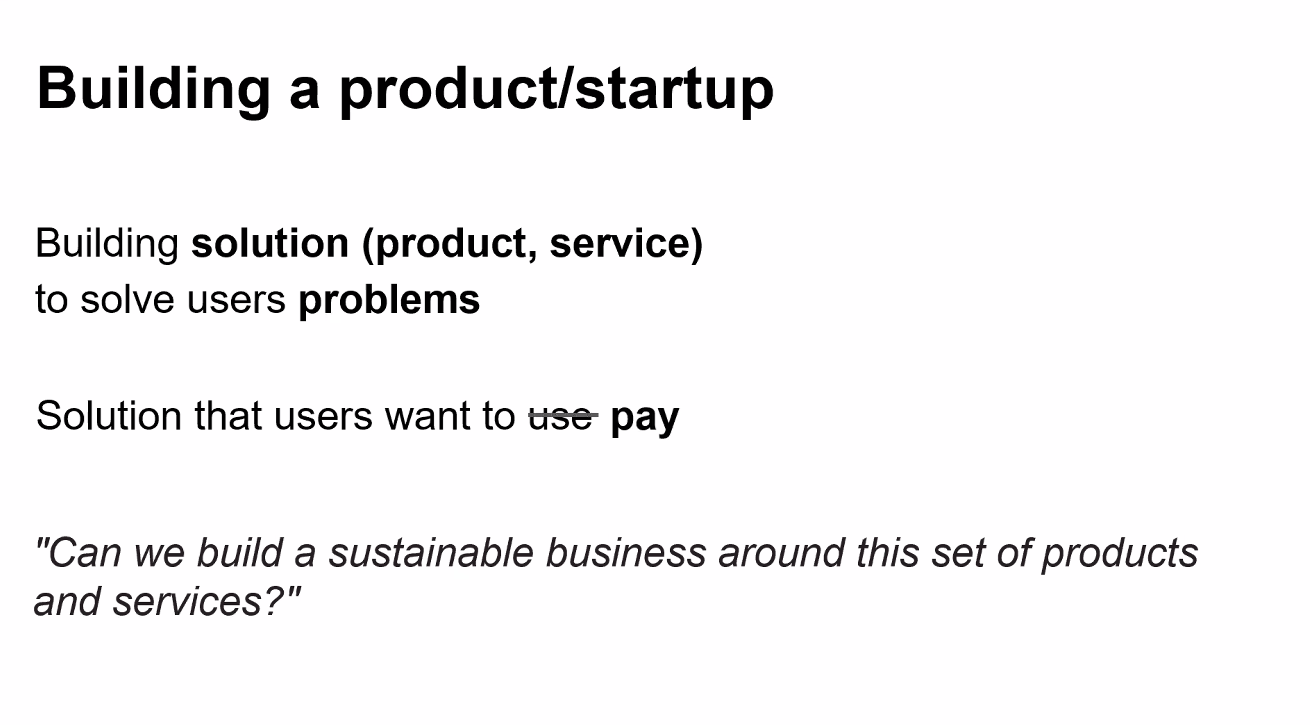 Building a product/startup
Building solution (product, service)
to solve users problems
Solution that users want to use pay
"Can we build a sustainable business around this set of products
and services?"